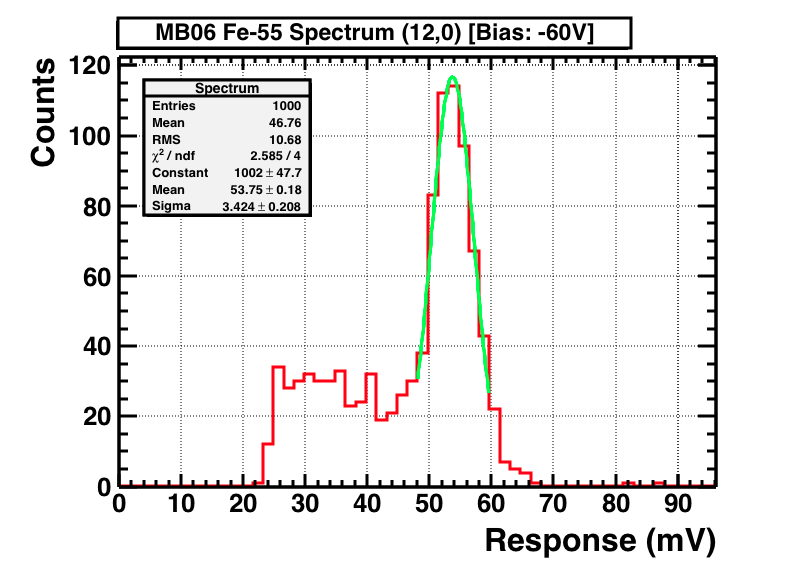 MB06 Fe-55 Spectrum (12,0) [Bias: -60V]
Counts
Spectrum
Entries 1000
Mean 46.76
RMS 10.68
χ² / ndf 2.585 / 4
Constant 1002 ± 47.7
Mean 53.75 ± 0.18
Sigma 3.424 ± 0.208
120
100
80
60
40
20
0
0 10 20 30 40 50 60 70 80 90
Response (mV)